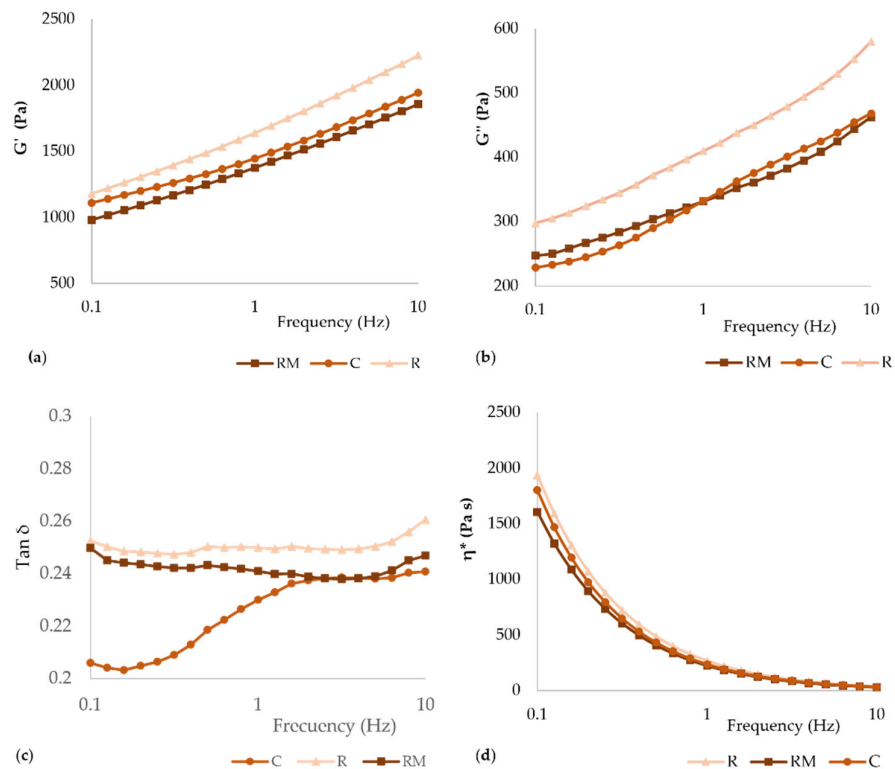 2500
2000
1500
1000
500
G' (Pa)
0.1 1 10
Frequency (Hz)
(a)
RM C R
600
500
400
300
200
G'' (Pa)
0.1 1 10
Frequency (Hz)
(b)
RM C R
0.3
0.28
0.26
0.24
0.22
0.2
Tan δ
0.1 1 10
Frecuency (Hz)
(c)
C R RM
2500
2000
1500
1000
500
0
η* (Pa s)
0.1 1 10
Frequency (Hz)
(d)
R RM C